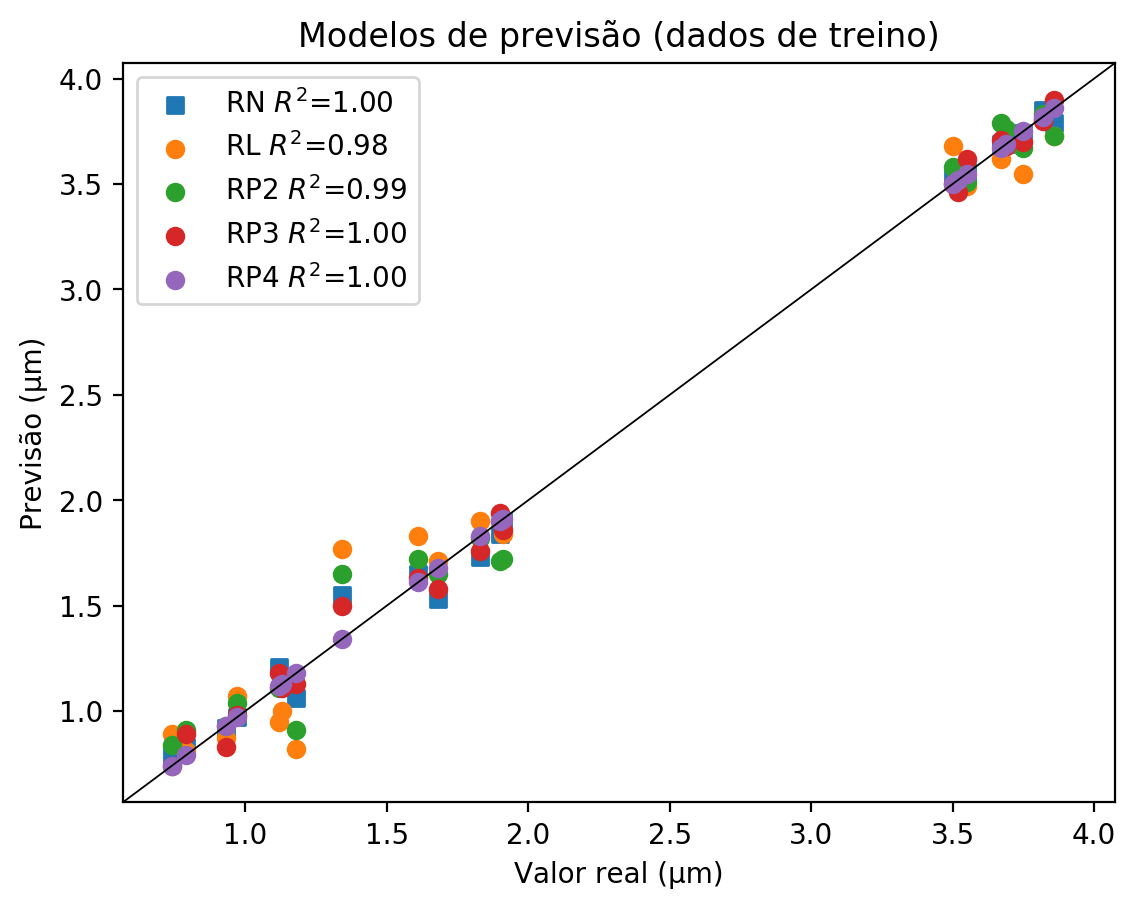 Modelos de previsão (dados de treino)
RN R²=1.00
RL R²=0.98
RP2 R²=0.99
RP3 R²=1.00
RP4 R²=1.00
4.0
3.5
3.0
2.5
2.0
1.5
1.0
Previsão (μm)
1.0 1.5 2.0 2.5 3.0 3.5 4.0
Valor real (μm)